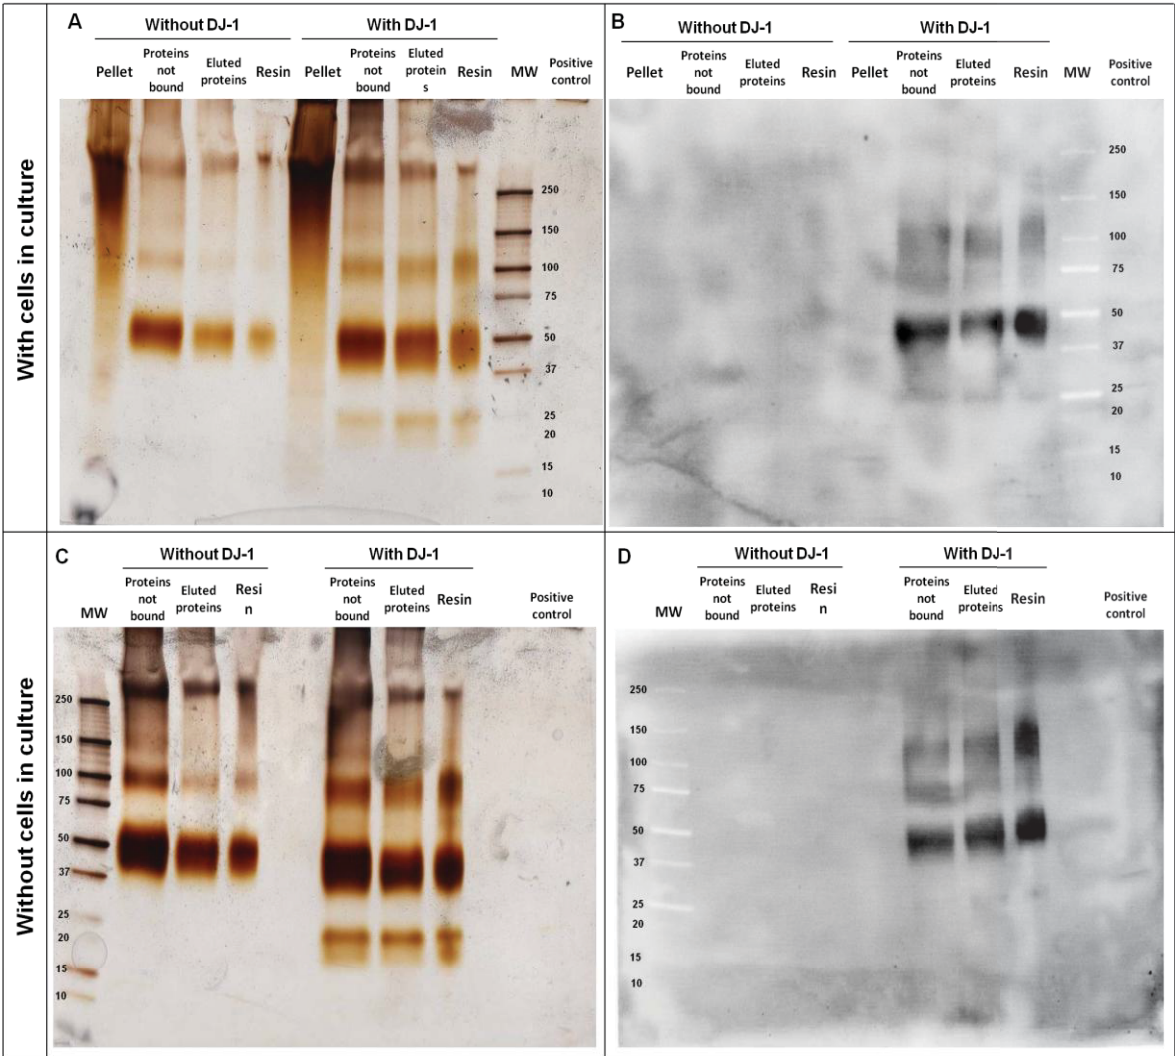 With cells in culture
A
Without DJ-1
With DJ-1
Pellet
Proteins
not
bound
Eluted
proteins
Resin
Pellet
Proteins
not
bound
Eluted
protein
s
Resin
MW
Positive
control
250
150
100
75
50
37
25
20
15
10
B
Without DJ-1
With DJ-1
Pellet
Proteins
not
bound
Eluted
proteins
Resin
Pellet
Proteins
not
bound
Eluted
proteins
Resin
MW
Positive
control
250
150
100
75
50
37
25
20
15
10
Without cells in culture
C
Without DJ-1
With DJ-1
MW
Proteins
not
bound
Eluted
proteins
Resi
n
Proteins
not
bound
Eluted
proteins
Resin
Positive
control
250
150
100
75
50
37
25
20
15
10
D
Without DJ-1
With DJ-1
MW
Proteins
not
bound
Eluted
proteins
Resi
n
Proteins
not
bound
Eluted
proteins
Resin
Positive
control
250
150
100
75
50
37
25
20
15
10